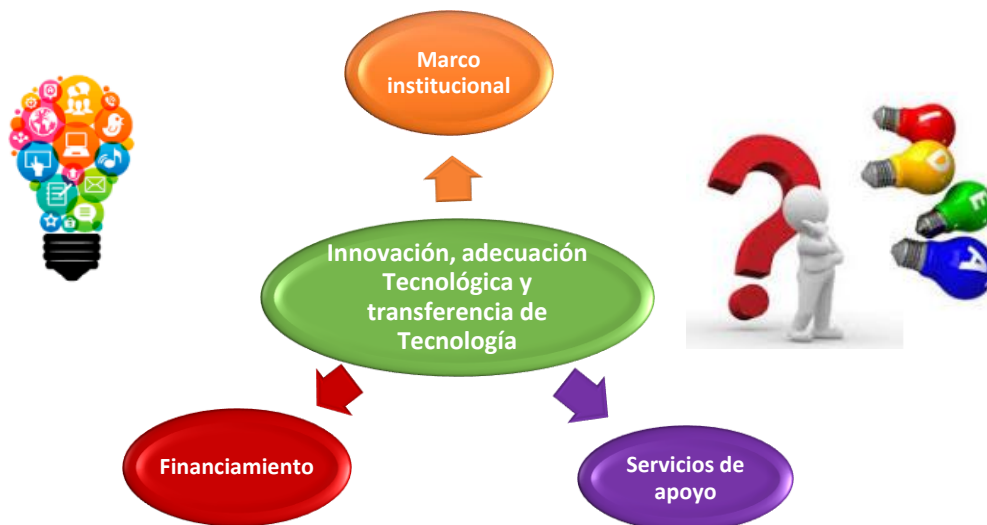 Marco
institucional
Innovación, adecuación
Tecnológica y
transferencia de
Tecnología
Financiamiento
Servicios de
apoyo
I
D
E
A
?